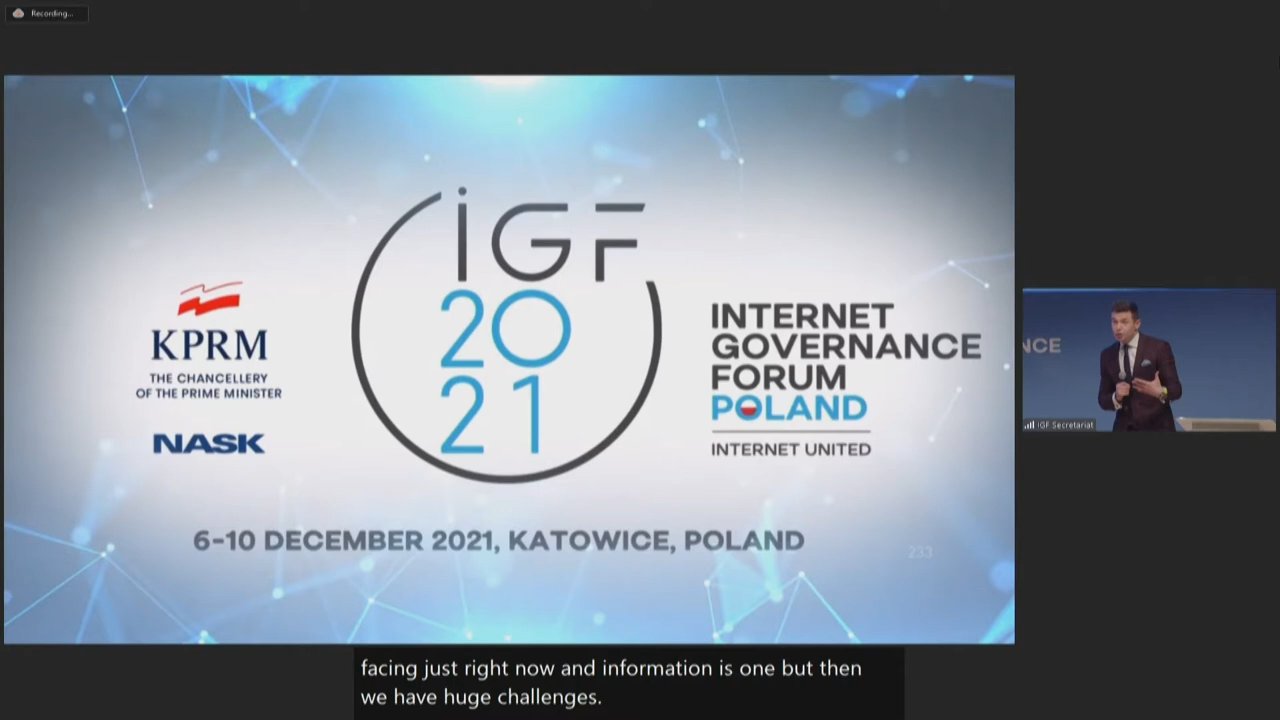 Recording...
iGF
20
21
KPRM
THE CHANCELLERY
OF THE PRIME MINISTER
NASK
INTERNET
GOVERNANCE
FORUM
POLAND
INTERNET UNITED
6-10 DECEMBER 2021, KATOWICE, POLAND
233
NCE
IGF Secretariat
facing just right now and information is one but then
we have huge challenges.